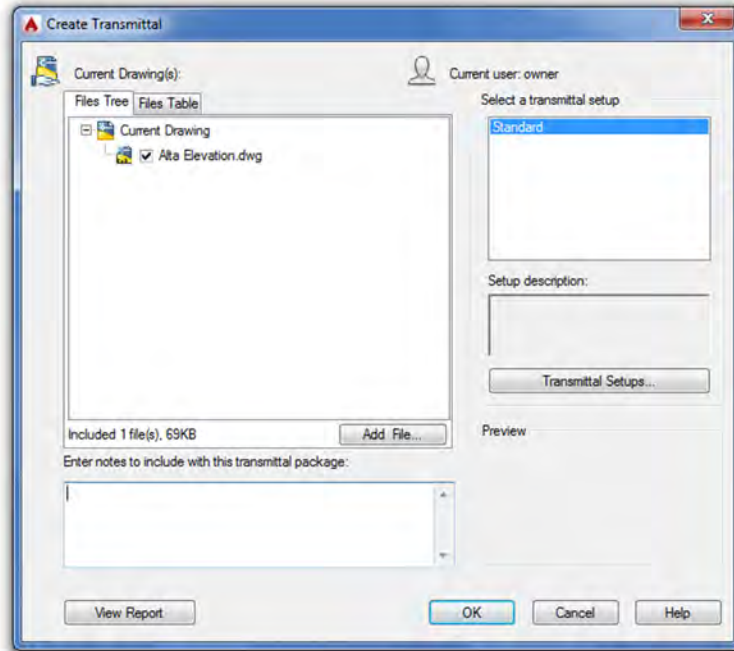 Create Transmittal
Current Drawing(s):
Current user: owner
Files Tree
Files Table
Select a transmittal setup
Current Drawing
Alta Elevation.dwg
Standard
Setup description:
Transmittal Setups...
Included 1 file(s), 69KB
Add File...
Preview
Enter notes to include with this transmittal package:
View Report
OK
Cancel
Help